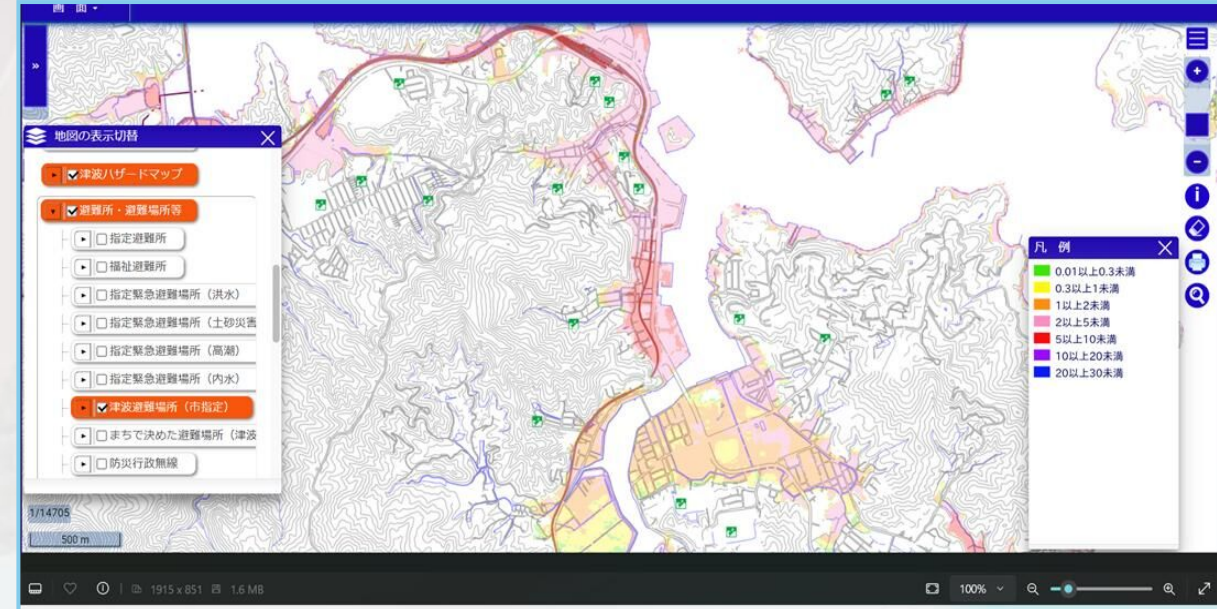 画 面
»
地図の表示切替
津波ハザードマップ
避難所・避難場所等
指定避難所
福祉避難所
指定緊急避難場所（洪水）
指定緊急避難場所（土砂災害
指定緊急避難場所（高潮）
指定緊急避難場所（内水）
津波避難場所（市指定）
まちで決めた避難場所（津波
防災行政無線
1/14705
500 m
凡 例
0.01以上0.3未満
0.3以上1未満
1以上2未満
2以上5未満
5以上10未満
10以上20未満
20以上30未満
1915 x 851 1.6 MB
100%